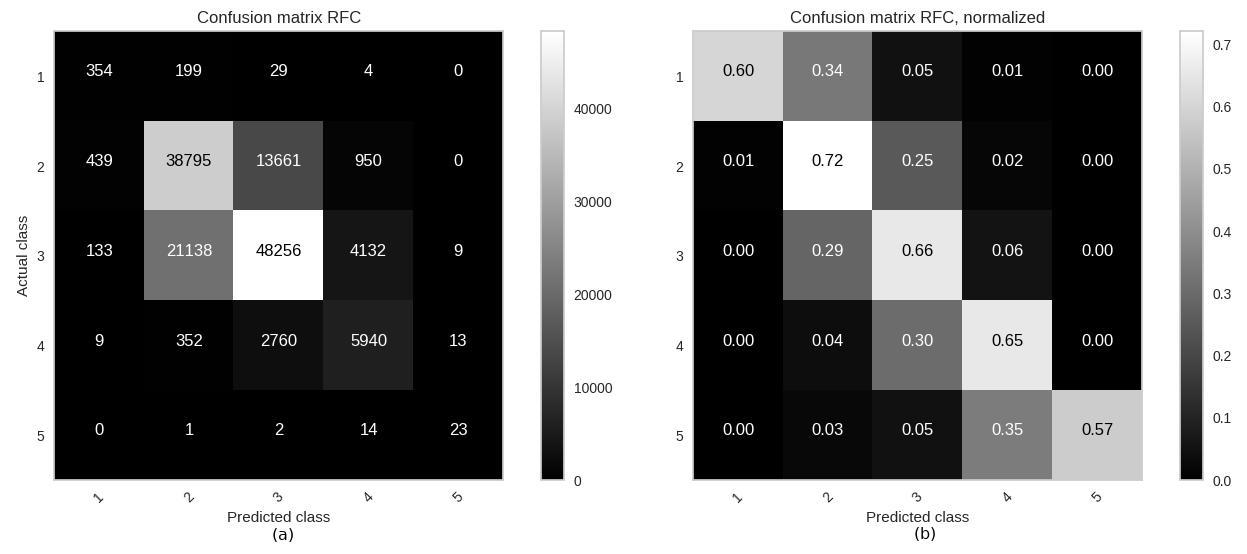 Confusion matrix RFC
1 354 199 29 4 0
2 439 38795 13661 950 0
3 133 21138 48256 4132 9
4 9 352 2760 5940 13
5 0 1 2 14 23
1 2 3 4 5
Actual class
Predicted class
(a)
40000
30000
20000
10000
0
Confusion matrix RFC, normalized
1 0.60 0.34 0.05 0.01 0.00
2 0.01 0.72 0.25 0.02 0.00
3 0.00 0.29 0.66 0.06 0.00
4 0.00 0.04 0.30 0.65 0.00
5 0.00 0.03 0.05 0.35 0.57
1 2 3 4 5
Predicted class
(b)
0.7
0.6
0.5
0.4
0.3
0.2
0.1
0.0